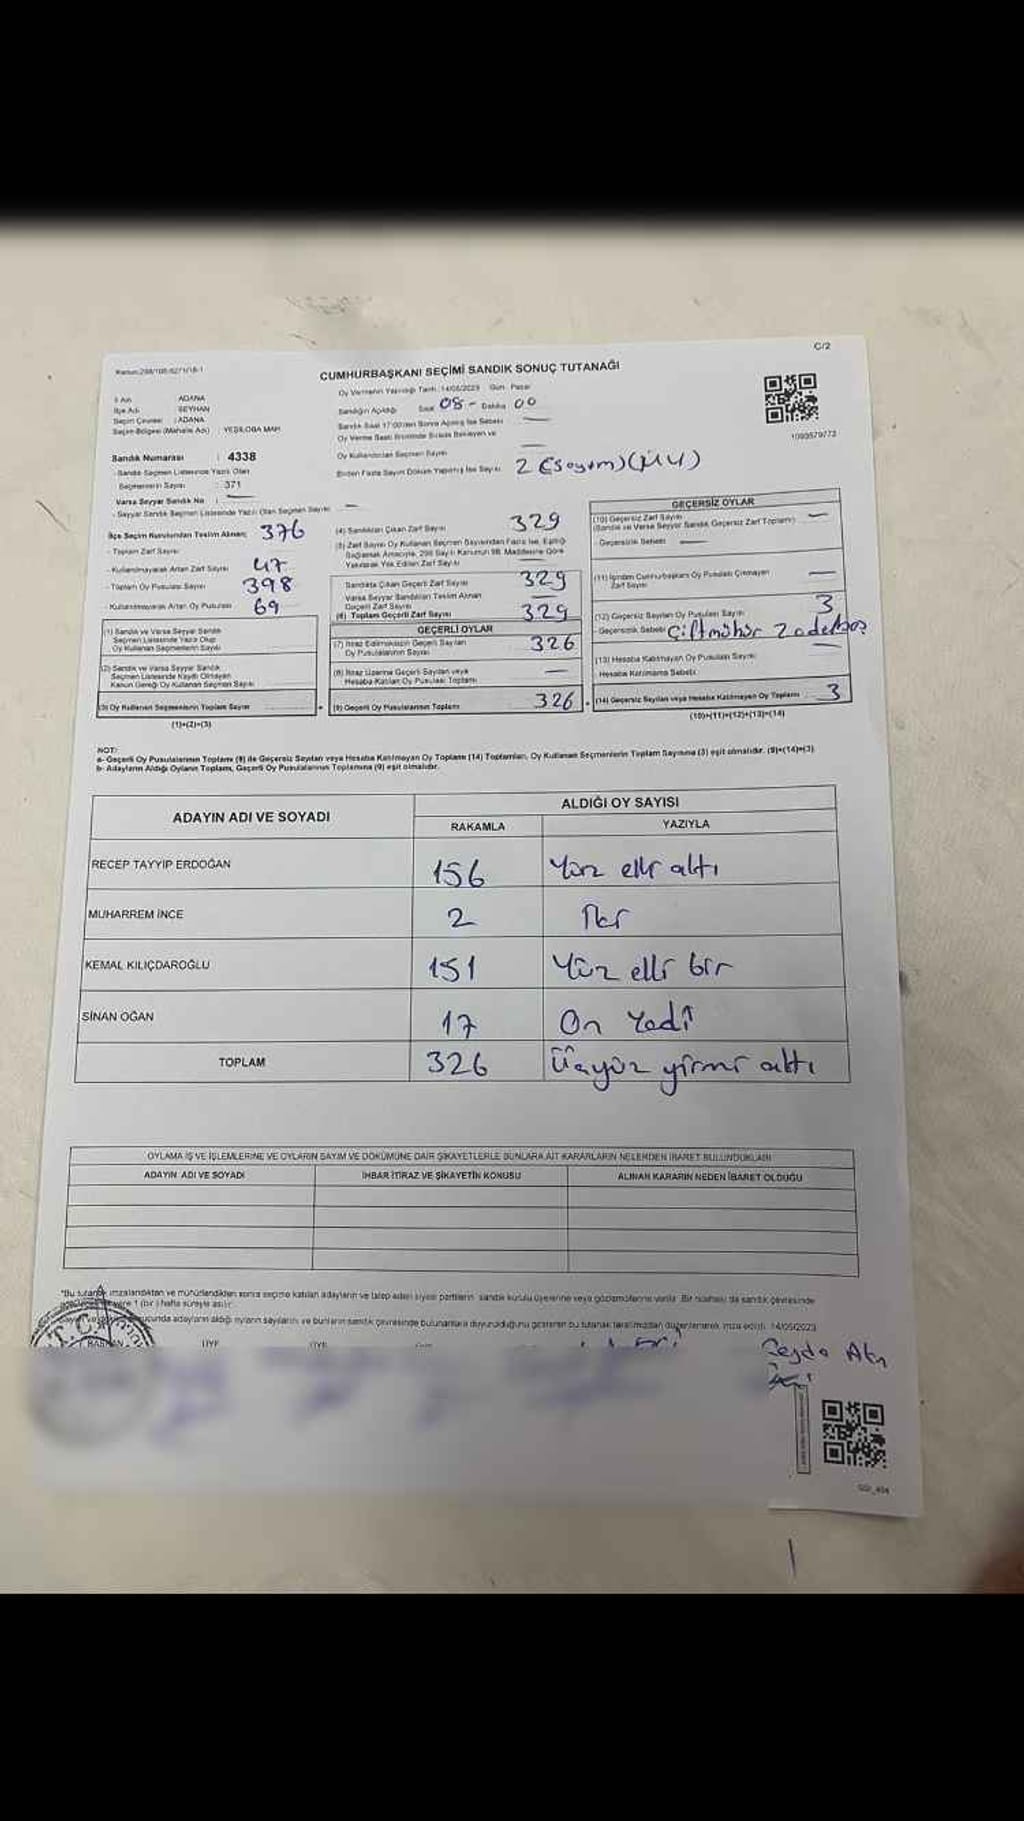 C/2
CUMHURBAŞKANI SEÇİMİ SANDIK SONUÇ TUTANAĞI
Oy Vermenin Yapıldığı Tarih: 14/05/2023 Gün: Pazar
İl Adı ADANA
İlçe Adı SEYHAN
Seçim Çevresi : ADANA
Seçim Bölgesi (Mahalle Adı) YEŞİLOBA MAH
Sandığın Açıldığı Saat 08 - Dakika 00
Sandık Saat 17:00'den Sonra Açılmış İse Sebebi
Oy Verme Saati Bitiminde Sırada Bekleyen ve
Oy Kullandırılan Seçmen Sayısı
Birden Fazla Sayım Döküm Yapılmış İse Sayısı 2 (Sayım)
1093579773
Sandık Numarası : 4338
- Sandık Seçmen Listesinde Yazılı Olan
Seçmenlerin Sayısı : 371
Varsa Seyyar Sandık No :
- Seyyar Sandık Seçmen Listesinde Yazılı Olan Seçmen Sayısı
İlçe Seçim Kurulundan Teslim Alınan; 376
- Toplam Zarf Sayısı
- Kullanılmayarak Artan Zarf Sayısı 47
- Toplam Oy Pusulası Sayısı 398
- Kullanılmayarak Artan Oy Pusulası 69
(1) Sandık ve Varsa Seyyar Sandık
Seçmen Listesinde Yazılı Olup
Oy Kullanan Seçmenlerin Sayısı
(2) Sandık ve Varsa Seyyar Sandık
Seçmen Listesinde Kaydı Olmayan
Kanun Gereği Oy Kullanan Seçmen Sayısı
(3) Oy Kullanan Seçmenlerin Toplam Sayısı
(1)+(2)=(3)
(4) Sandıktan Çıkan Zarf Sayısı 329
(5) Zarf Sayısı Oy Kullanan Seçmen Sayısından Fazla İse, Eşitliği
Sağlamak Amacıyla, 298 Sayılı Kanunun 98. Maddesine Göre
Yakılarak Yok Edilen Zarf Sayısı
Sandıkta Çıkan Geçerli Zarf Sayısı 329
Varsa Seyyar Sandıktan Teslim Alınan
Geçerli Zarf Sayısı
(6) Toplam Geçerli Zarf Sayısı 329
GEÇERLİ OYLAR
(7) İtiraz Edilmeksizin Geçerli Sayılan
Oy Pusulalarının Sayısı 326
(8) İtiraz Üzerine Geçerli Sayılan veya
Hesaba Katılan Oy Pusulası Toplamı
(9) Geçerli Oy Pusulalarının Toplamı 326
GEÇERSİZ OYLAR
(10) Geçersiz Zarf Sayısı
(Sandık ve Varsa Seyyar Sandık Geçersiz Zarf Toplamı)
- Geçersizlik Sebebi
(11) İçinden Cumhurbaşkanı Oy Pusulası Çıkmayan
Zarf Sayısı
(12) Geçersiz Sayılan Oy Pusulası Sayısı 3
- Geçersizlik Sebebi Çift mühür 2 adet boş
(13) Hesaba Katılmayan Oy Pusulası Sayısı
Hesaba Katılmama Sebebi
(14) Geçersiz Sayılan veya Hesaba Katılmayan Oy Toplamı 3
(10)+(11)+(12)+(13)=(14)
NOT:
a- Geçerli Oy Pusulalarının Toplamı (9) ile Geçersiz Sayılan veya Hesaba Katılmayan Oy Toplamı (14) Toplamları, Oy Kullanan Seçmenlerin Toplam Sayısına (3) eşit olmalıdır. (9)+(14)=(3)
b- Adayların Aldığı Oyların Toplamı, Geçerli Oy Pusulalarının Toplamına (9) eşit olmalıdır.
ADAYIN ADI VE SOYADI
ALDIĞI OY SAYISI
RAKAMLA YAZIYLA
RECEP TAYYİP ERDOĞAN 156 Yüz elli altı
MUHARREM İNCE 2 İki
KEMAL KILIÇDAROĞLU 151 Yüz elli bir
SİNAN OĞAN 17 On Yedi
TOPLAM 326 Üçyüz yirmi altı
OYLAMA İŞ VE İŞLEMLERİNE VE OYLARIN SAYIM VE DÖKÜMÜNE DAİR ŞİKAYETLERLE BUNLARA AİT KARARLARIN NELERDEN İBARET BULUNDUKLARI
ADAYIN ADI VE SOYADI İHBAR İTİRAZ VE ŞİKAYETİN KONUSU ALINAN KARARIN NEDEN İBARET OLDUĞU
"Bu tutanak imzalandıktan ve mühürlendikten sonra seçime katılan adayların ve talep eden siyasi partilerin sandık kurulu üyelerine veya gözlemcilerine verilir. Bir nüshası da sandık çevresinde
1 (bir) hafta süreyle asılır.
sonucunda adayların aldığı oyların sayılarını ve bunların sandık çevresinde bulunanlara duyurulduğunu gösteren bu tutanak tarafımızdan düzenlenerek imza edildi. 14/05/2023
T.C.
BAŞKAN ÜYE ÜYE